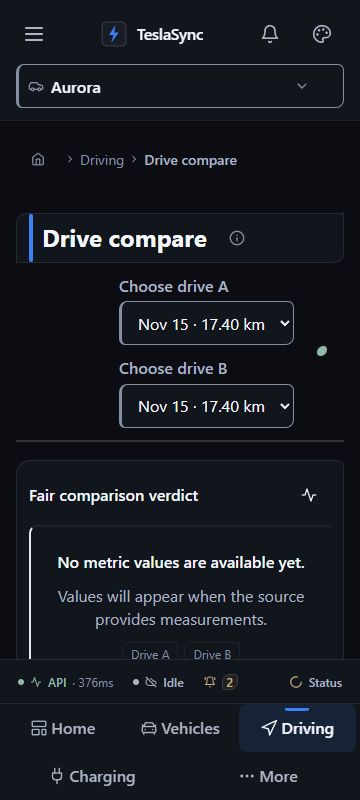 TeslaSync
Aurora
Driving
Drive compare
Drive compare
Choose drive A
Nov 15 · 17.40 km
Choose drive B
Nov 15 · 17.40 km
Fair comparison verdict
No metric values are available yet.
Values will appear when the source
provides measurements.
Drive A Drive B
API · 376ms Idle 2 Status
Home Vehicles Driving
Charging More